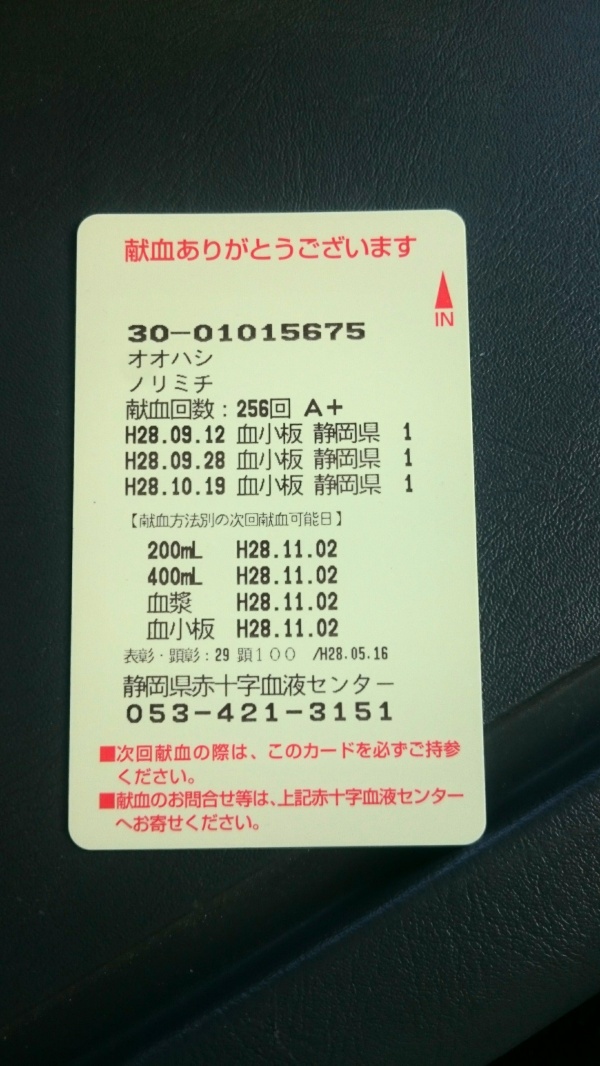 献血ありがとうございます
IN
30-01015675
オオハシ
ノリミチ
献血回数：256回 A+
H28.09.12 血小板 静岡県 1
H28.09.28 血小板 静岡県 1
H28.10.19 血小板 静岡県 1
【献血方法別の次回献血可能日】
200mL H28.11.02
400mL H28.11.02
血漿 H28.11.02
血小板 H28.11.02
表彰・顕彰：29 顕100 /H28.05.16
静岡県赤十字血液センター
053-421-3151
■次回献血の際は、このカードを必ずご持参
ください。
■献血のお問合せ等は、上記赤十字血液センター
へお寄せください。